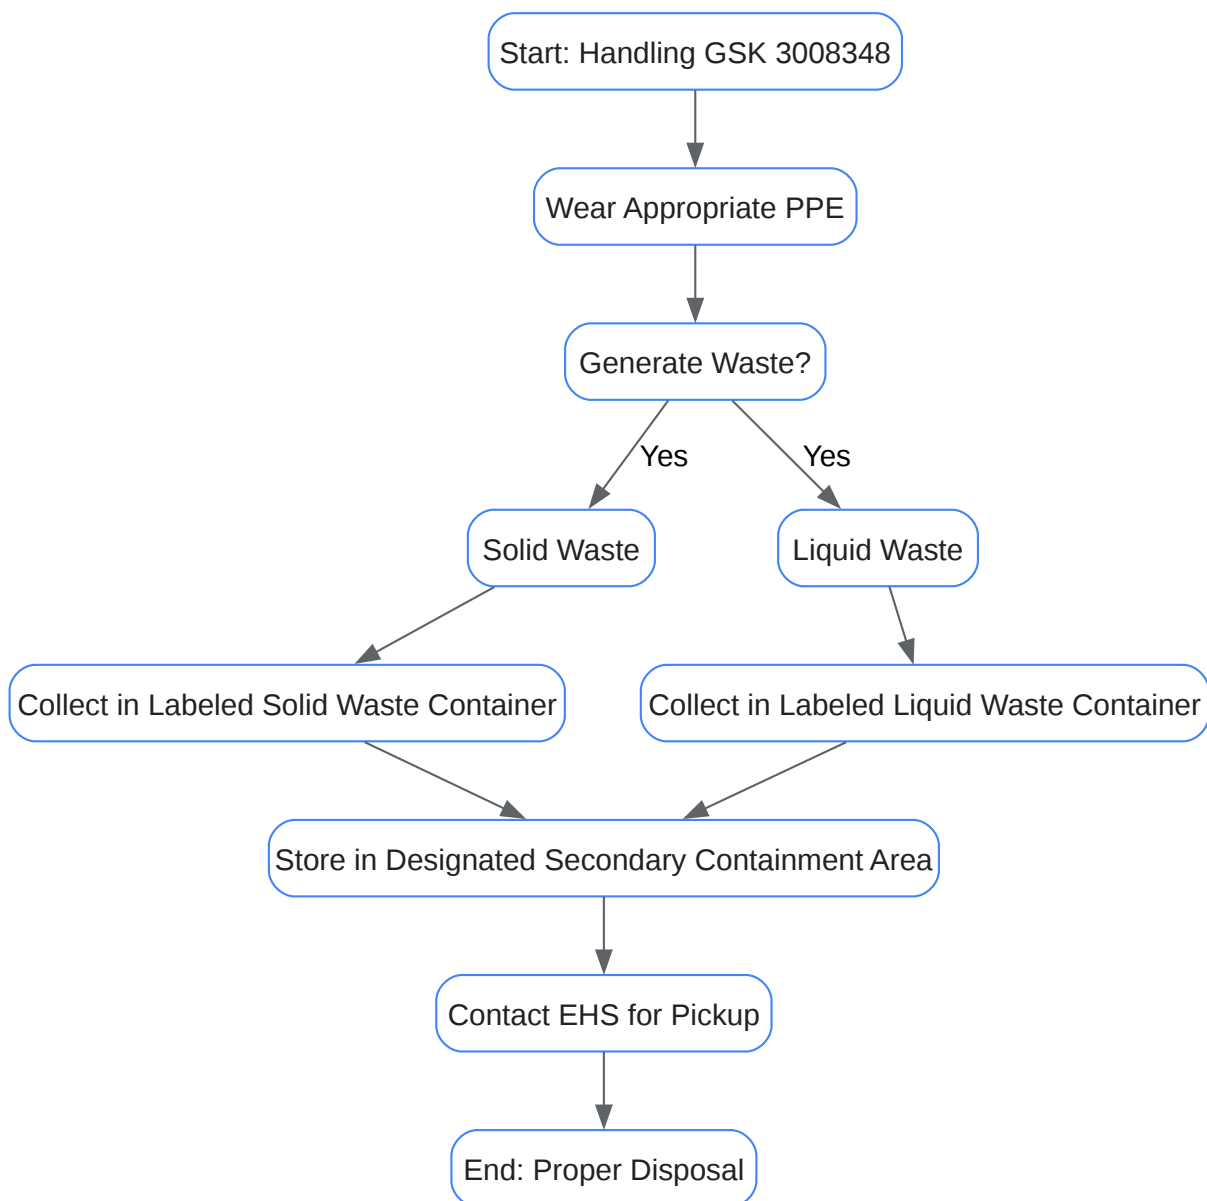 Start: Handling GSK 3008348
Wear Appropriate PPE
Generate Waste?
Yes
Yes
Solid Waste
Liquid Waste
Collect in Labeled Solid Waste Container
Collect in Labeled Liquid Waste Container
Store in Designated Secondary Containment Area
Contact EHS for Pickup
End: Proper Disposal